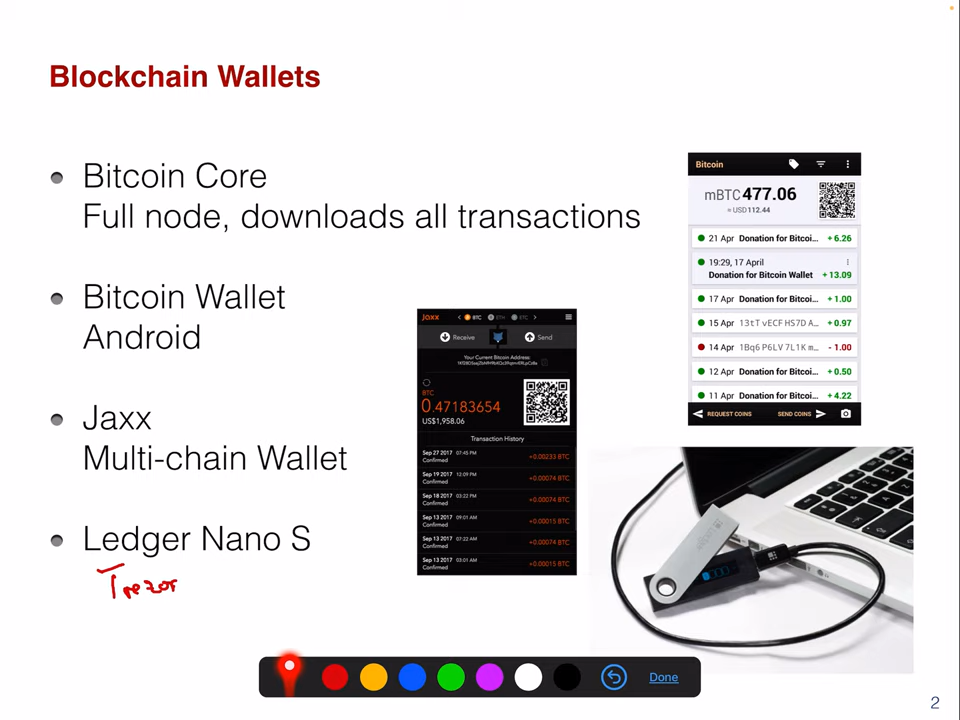 Blockchain Wallets
Bitcoin Core
Full node, downloads all transactions
Bitcoin Wallet
Android
Jaxx
Multi-chain Wallet
Ledger Nano S
Trezor
Bitcoin
mBTC 477.06
≈ USD 112.44
21 Apr Donation for Bitcoi... + 6.26
19:29, 17 April
Donation for Bitcoin Wallet + 13.09
17 Apr Donation for Bitcoi... + 1.00
15 Apr 13tT vECF HS7D A... + 0.97
14 Apr 1Bq6 P6LV 7L1K m... - 1.00
12 Apr Donation for Bitcoi... + 0.50
11 Apr Donation for Bitcoi... + 4.22
REQUEST COINS SEND COINS
Jaxx BTC ETH BTC
Receive Send
Your Current Bitcoin Address:
BTC
0.47183654
US$1,958.06
Transaction History
Sep 27 2017 07:45 PM
Confirmed +0.00233 BTC
Sep 19 2017 12:09 PM
Confirmed +0.00074 BTC
Sep 18 2017 03:22 PM
Confirmed +0.00074 BTC
Sep 13 2017 09:01 AM
Confirmed +0.00015 BTC
Sep 13 2017 07:22 AM
Confirmed +0.00074 BTC
Sep 13 2017 03:01 AM
Confirmed +0.00015 BTC
Ledger
Done
2